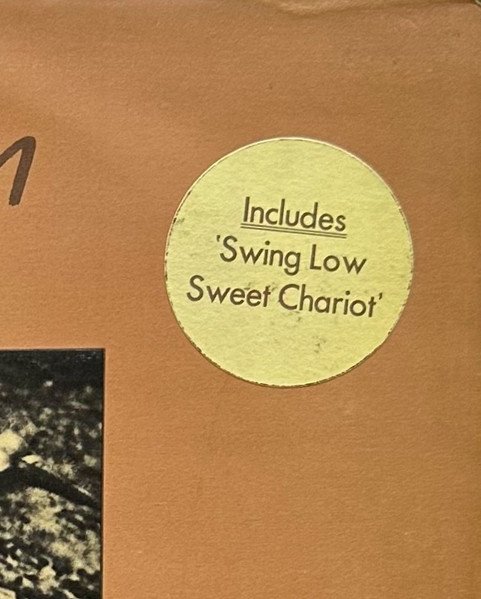 Includes
'Swing Low
Sweet Chariot'